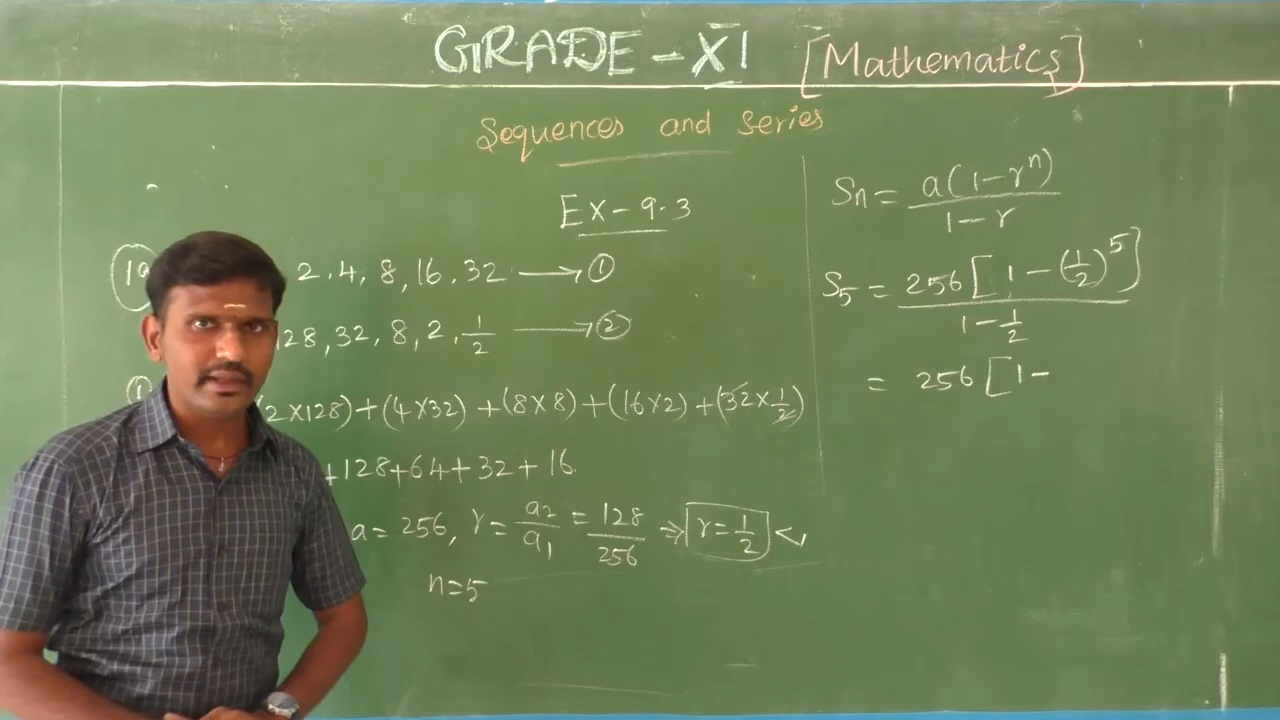 GRADE - XI [Mathematics]
Sequences and series
Ex - 9.3
2, 4, 8, 16, 32 → ①
128, 32, 8, 2, 1/2 → ②
①
(2×128) + (4×32) + (8×8) + (16×2) + (32×1/2)
+128+64+32+16
a = 256, r = a2/a1 = 128/256 ⇒ r = 1/2 <
n=5
Sn = a(1-r^n)/1-r
S5 = 256[1-(1/2)^5]/1-1/2
= 256 [1-